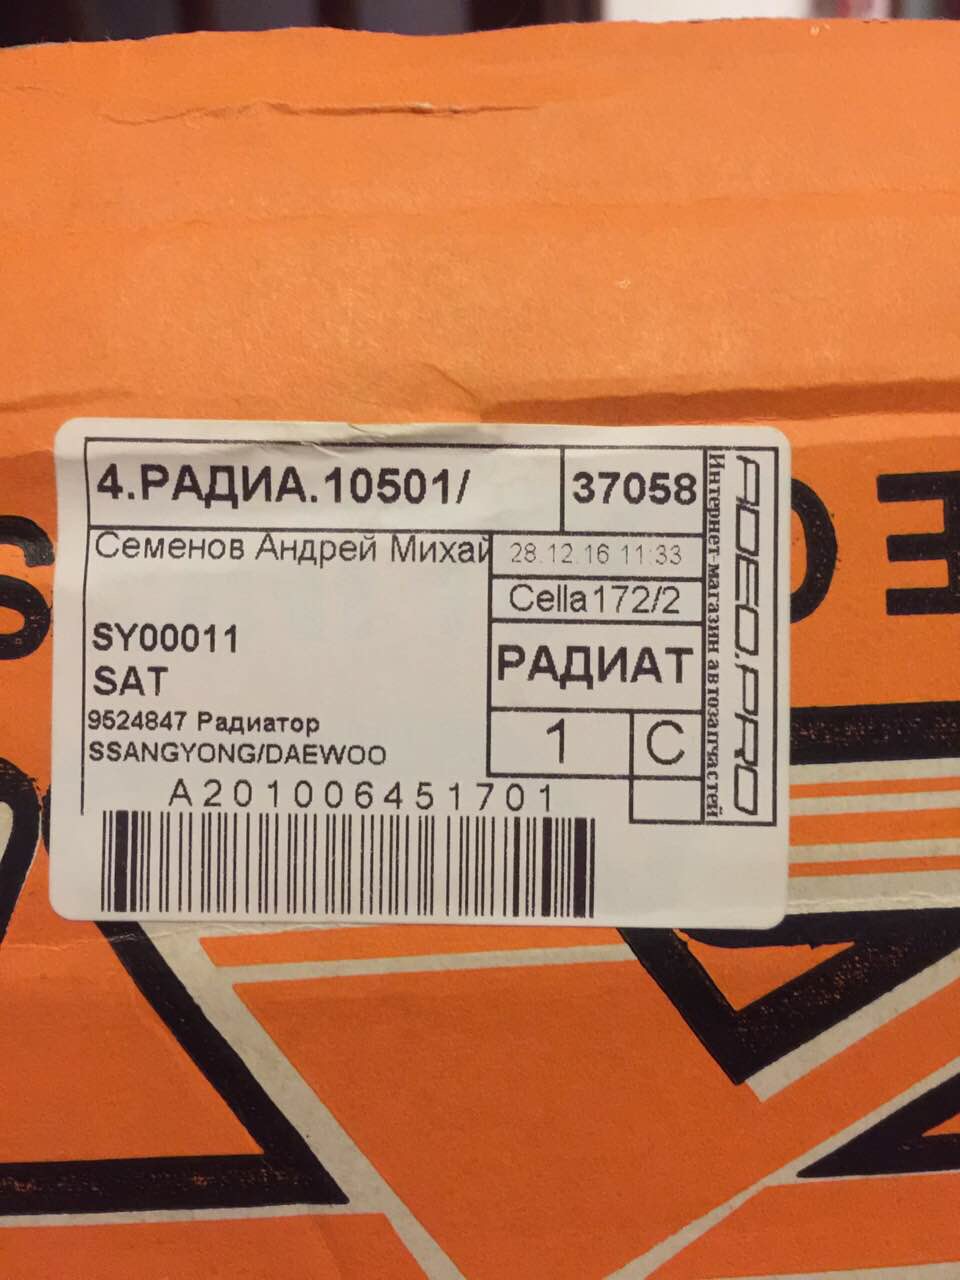 4.РАДИА.10501/
37058
Семенов Андрей Михай
28.12.16 11:33
Cella172/2
SY00011
SAT
РАДИАТ
9524847 Радиатор
SSANGYONG/DAEWOO
1
C
A201006451701
Интернет-магазин автозапчастей
ADEO.PRO